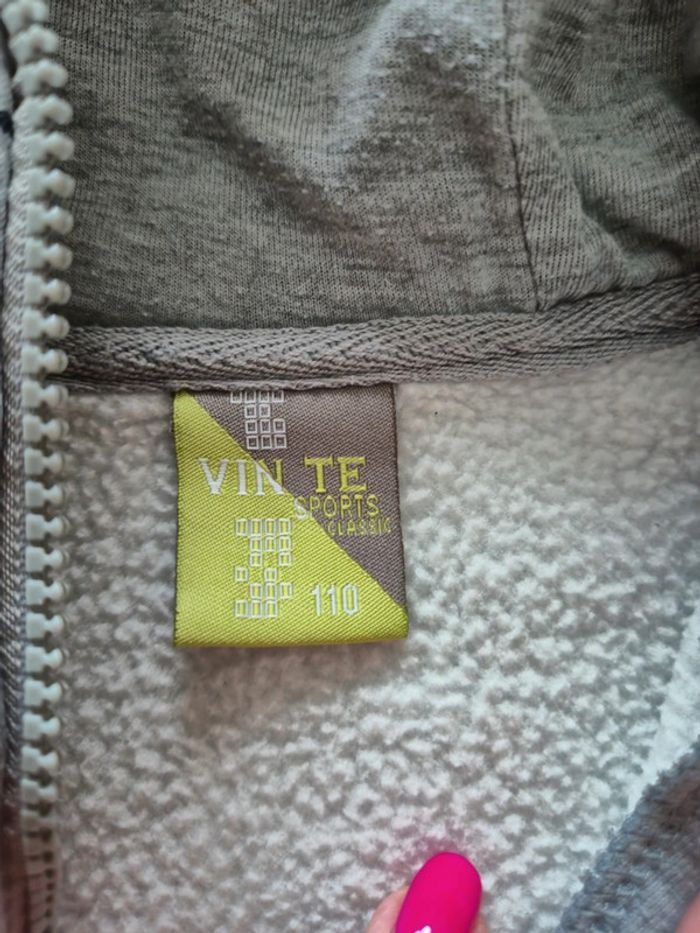 VIN TE
SPORTS
CLASSIC
110